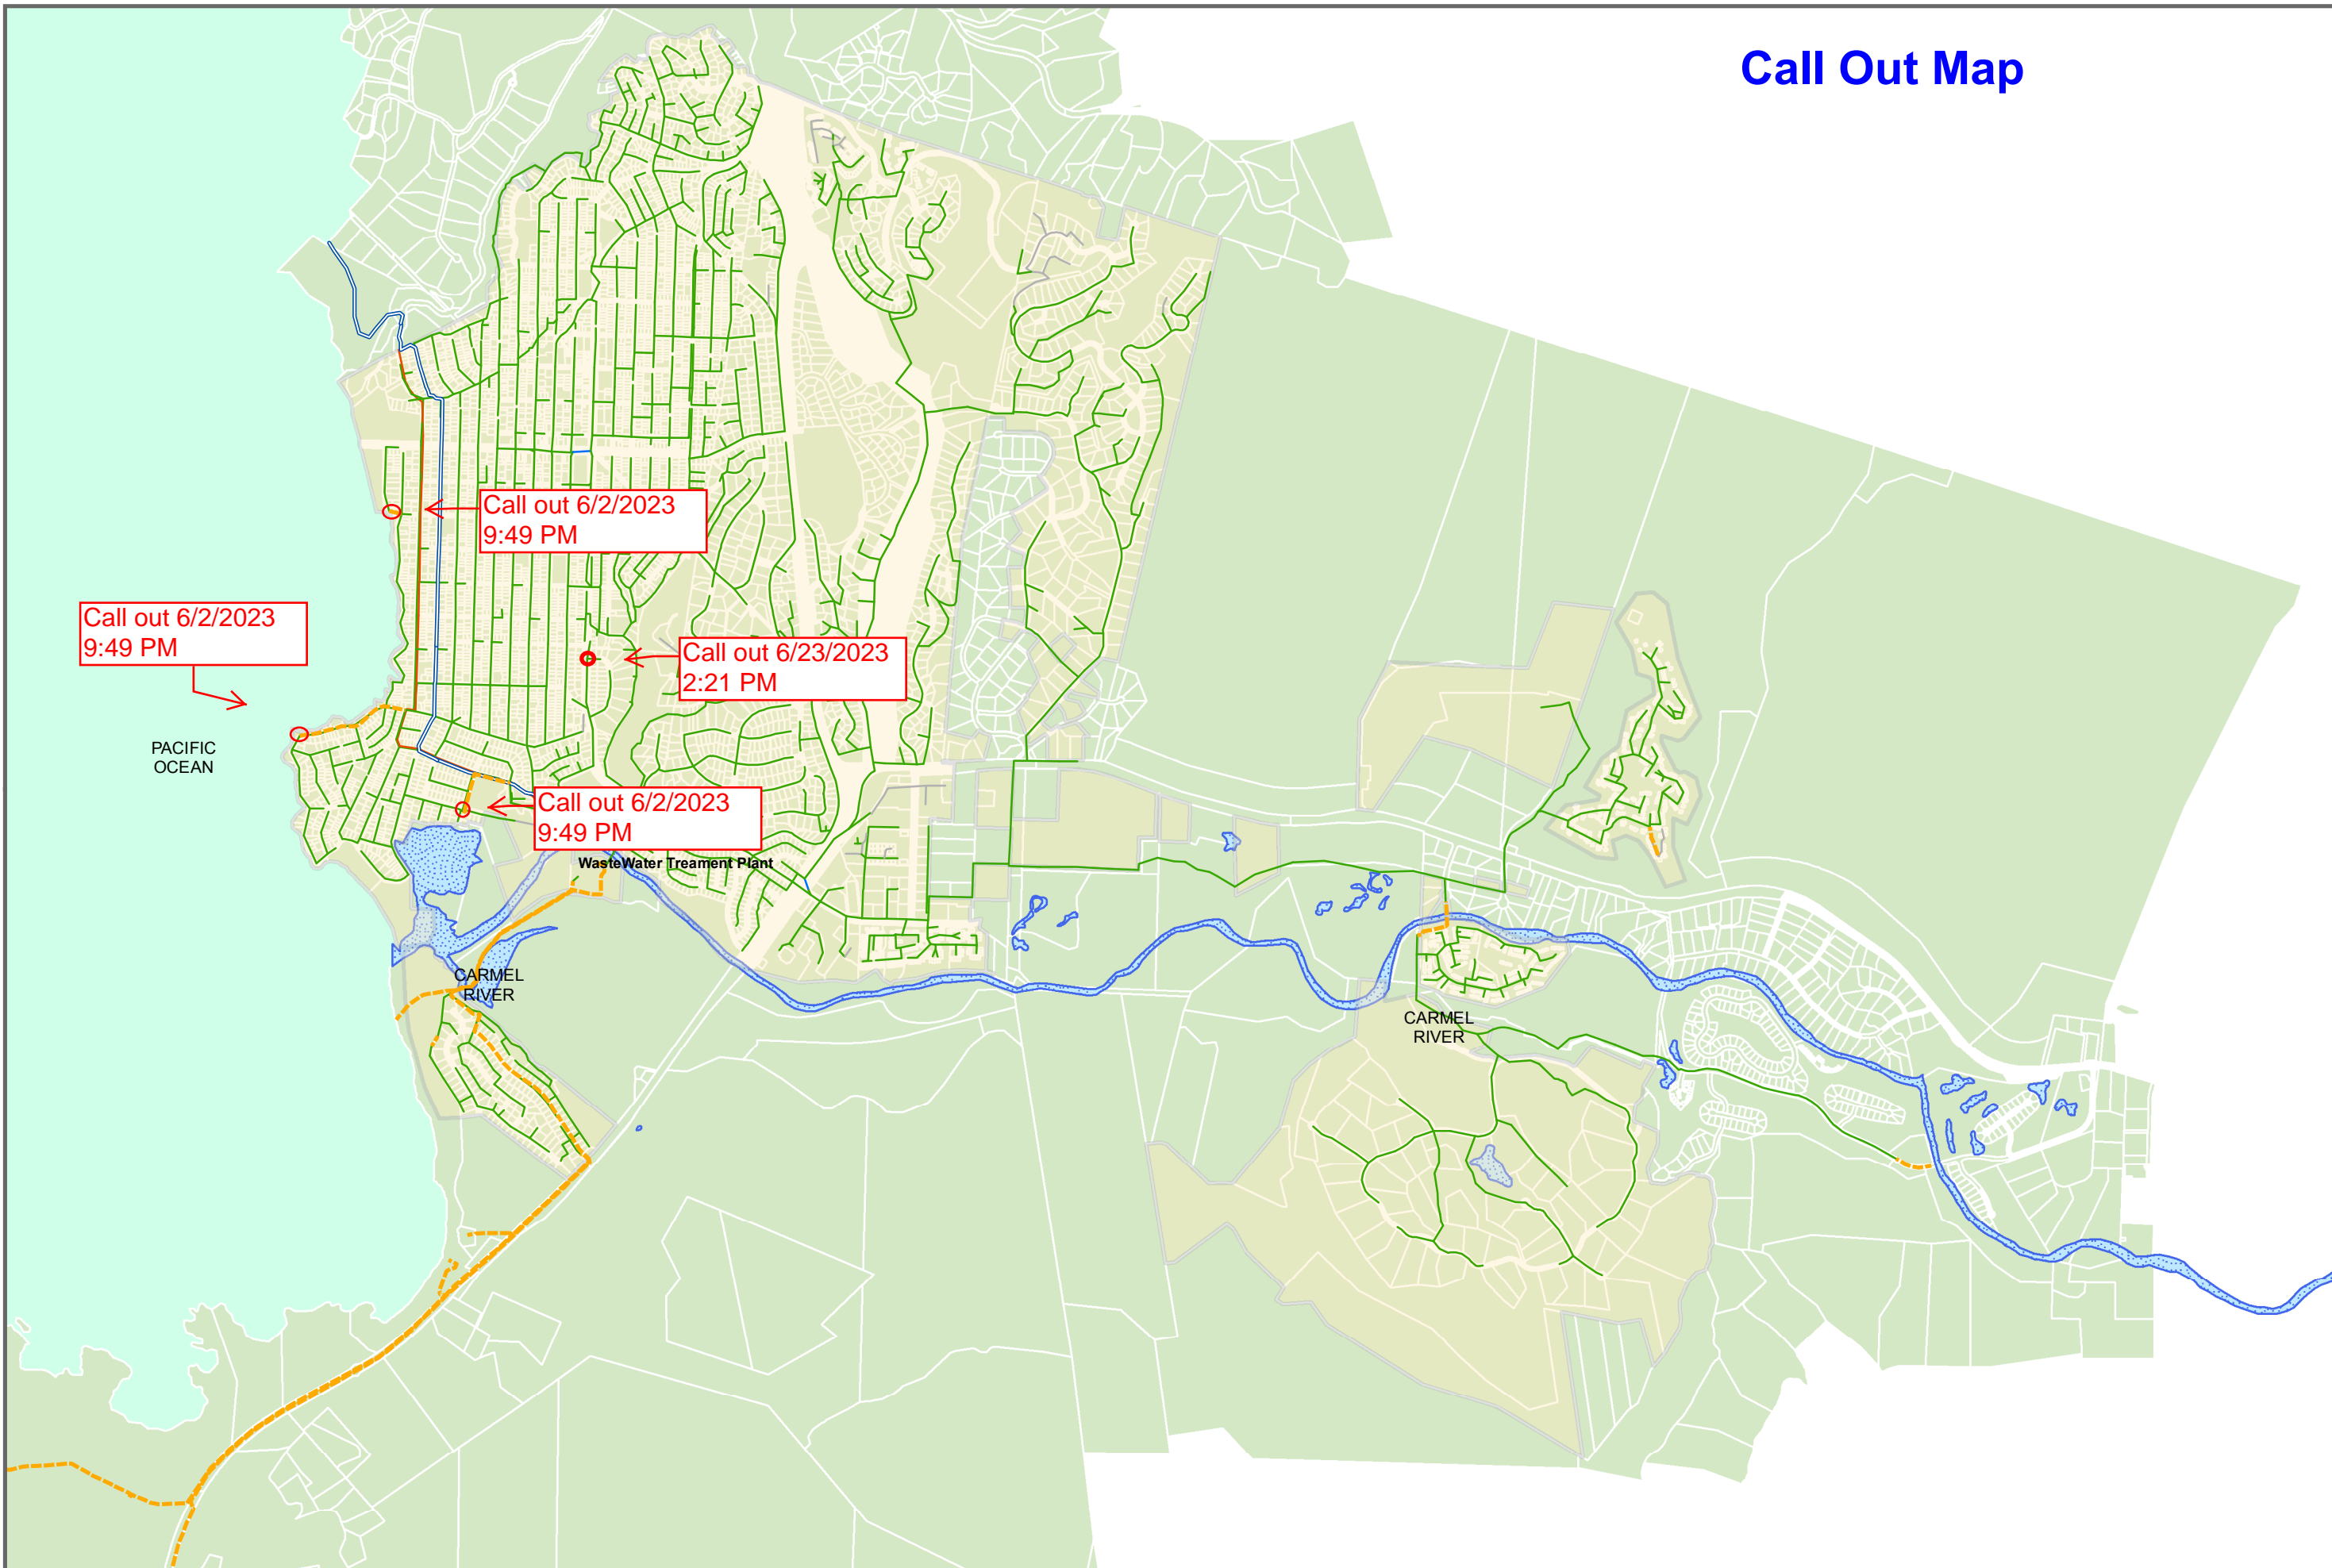 Call Out Map
Call out 6/2/2023
9:49 PM
Call out 6/2/2023
9:49 PM
Call out 6/23/2023
2:21 PM
PACIFIC
OCEAN
Call out 6/2/2023
9:49 PM
WasteWater Treament Plant
CARMEL
RIVER
CARMEL
RIVER